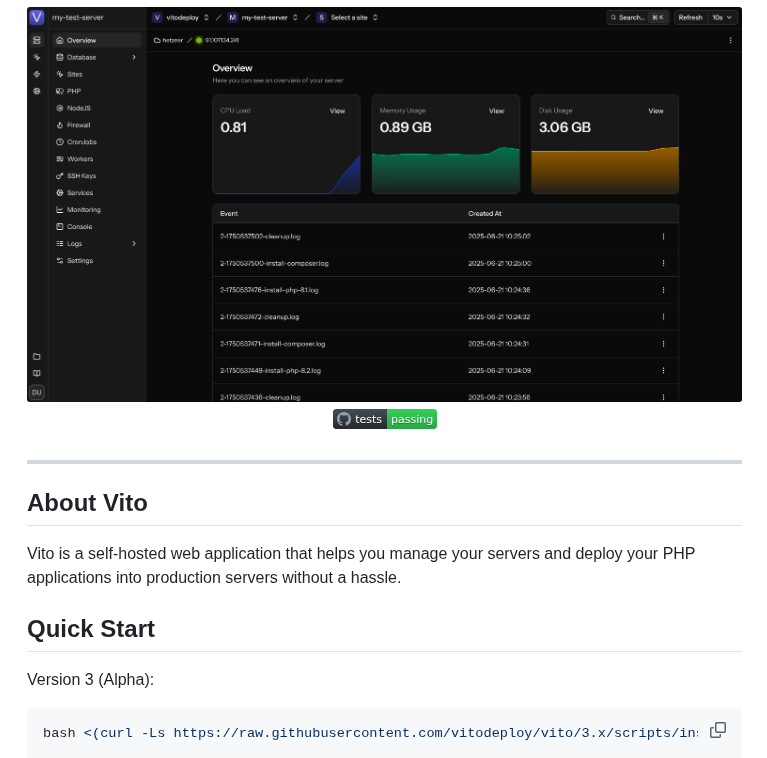 V my-test-server V vitodeploy / M my-test-server / S Select a site Search... ⌘K Refresh 10s
Overview
hetzner /
Database
Sites
PHP
NodeJS
Firewall
CronJobs
Workers
SSH Keys
Services
Monitoring
Console
Logs
Settings
DU
Overview
Here you can see an overview of your server
CPU Load View
0.81
Memory Usage View
0.89 GB
Disk Usage View
3.06 GB
Event Created At
2-1750537502-cleanup.log 2025-06-21 10:25:02
2-1750537500-install-composer.log 2025-06-21 10:25:00
2-1750537476-install-php-8.1.log 2025-06-21 10:24:36
2-1750537472-cleanup.log 2025-06-21 10:24:32
2-1750537471-install-composer.log 2025-06-21 10:24:31
2-1750537449-install-php-8.2.log 2025-06-21 10:24:09
2-1750537436-cleanup.log 2025-06-21 10:23:56
tests passing
About Vito
Vito is a self-hosted web application that helps you manage your servers and deploy your PHP
applications into production servers without a hassle.
Quick Start
Version 3 (Alpha):
bash <(curl -Ls https://raw.githubusercontent.com/vitodeploy/vito/3.x/scripts/ins